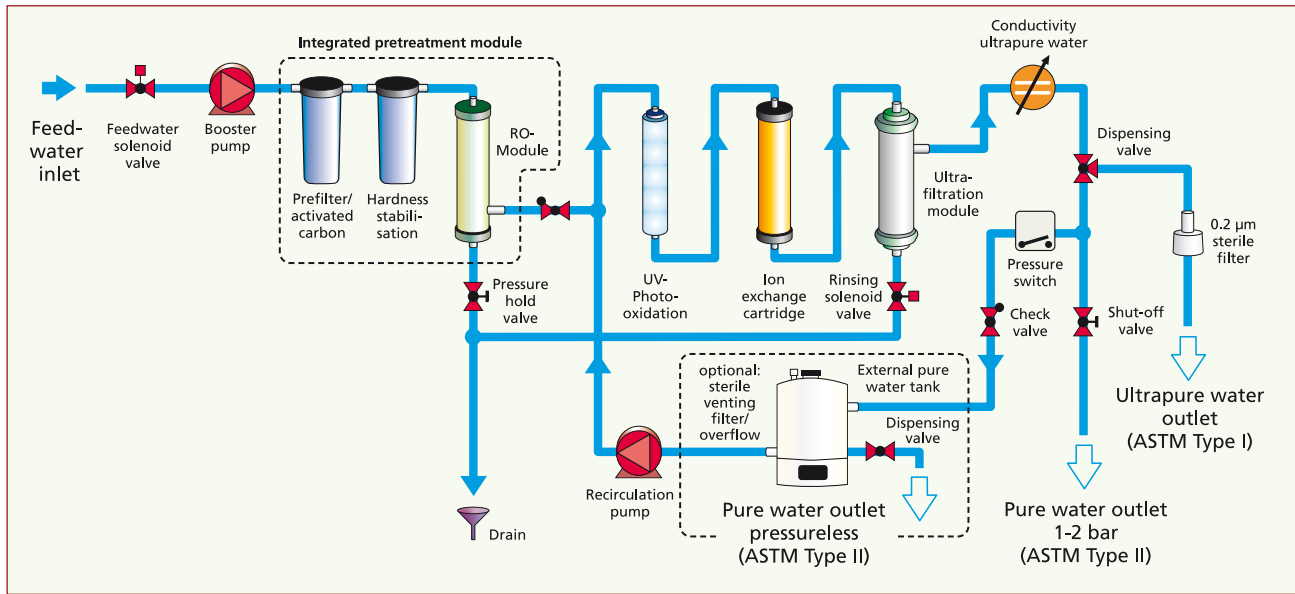 Integrated pretreatment module
Feed-
water
inlet
Feedwater
solenoid
valve
Booster
pump
Prefilter/
activated
carbon
Hardness
stabili-
sation
RO-
Module
Pressure
hold
valve
UV-
Photo-
oxidation
Ion
exchange
cartridge
Rinsing
solenoid
valve
Ultra-
filtration
module
Conductivity
ultrapure water
Dispensing
valve
0.2 µm
sterile
filter
Pressure
switch
Check
valve
Shut-off
valve
Ultrapure water
outlet
(ASTM Type I)
optional:
sterile
venting
filter/
overflow
External pure
water tank
Dispensing
valve
Recirculation
pump
Drain
Pure water outlet
pressureless
(ASTM Type II)
Pure water outlet
1-2 bar
(ASTM Type II)